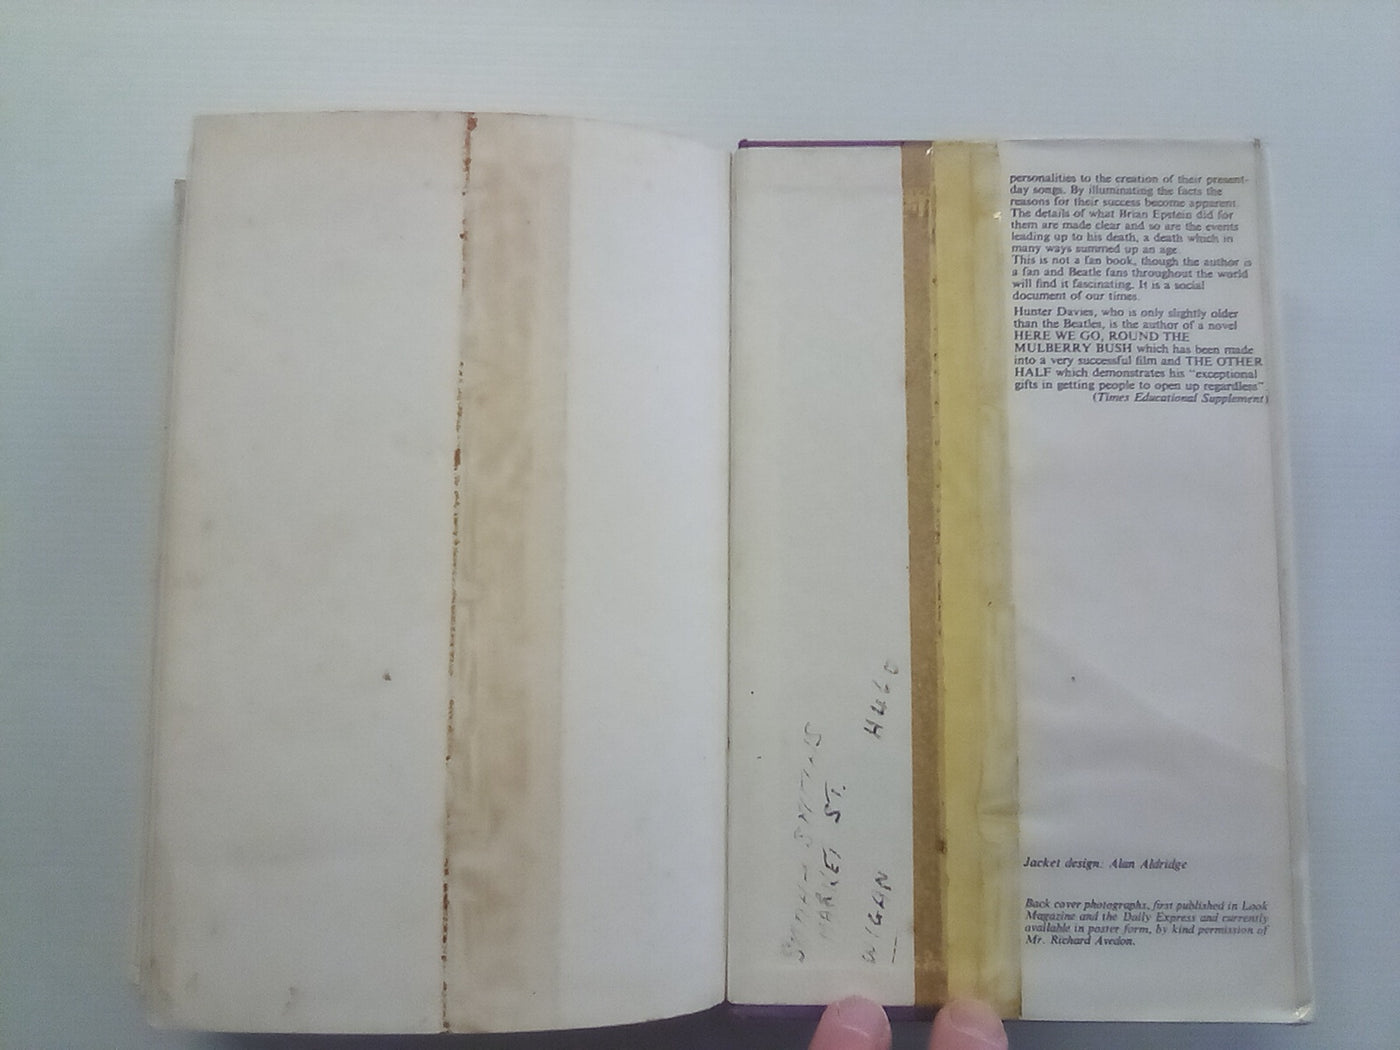 personalities to the creation of their present-
day songs. By illuminating the facts the
reasons for their success become apparent.
The details of what Brian Epstein did for
them are made clear and so are the events
leading up to his death, a death which in
many ways summed up an age.
This is not a fan book, though the author is
a fan and Beatle fans throughout the world
will find it fascinating. It is a social
document of our times.
Hunter Davies, who is only slightly older
than the Beatles, is the author of a novel
HERE WE GO, ROUND THE
MULBERRY BUSH which has been made
into a very successful film and THE OTHER
HALF which demonstrates his "exceptional
gifts in getting people to open up regardless"
(Times Educational Supplement)
Jacket design: Alan Aldridge
Back cover photographs, first published in Look
Magazine and the Daily Express and currently
available in poster form, by kind permission of
Mr. Richard Avedon.
MARKET ST.
WIGAN